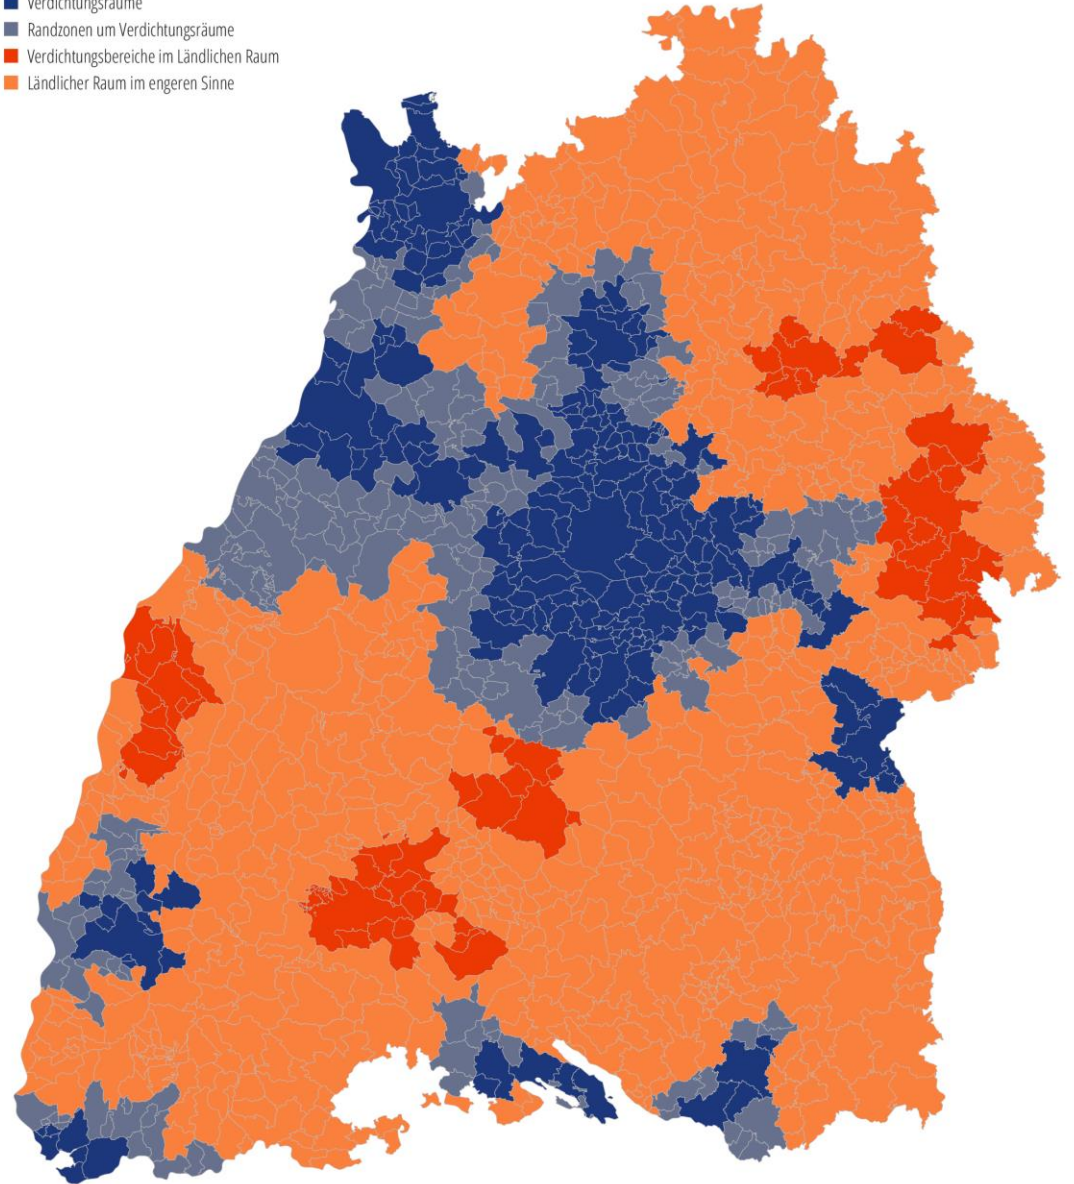 Verdichtungsräume
Randzonen um Verdichtungsräume
Verdichtungsbereiche im Ländlichen Raum
Ländlicher Raum im engeren Sinne